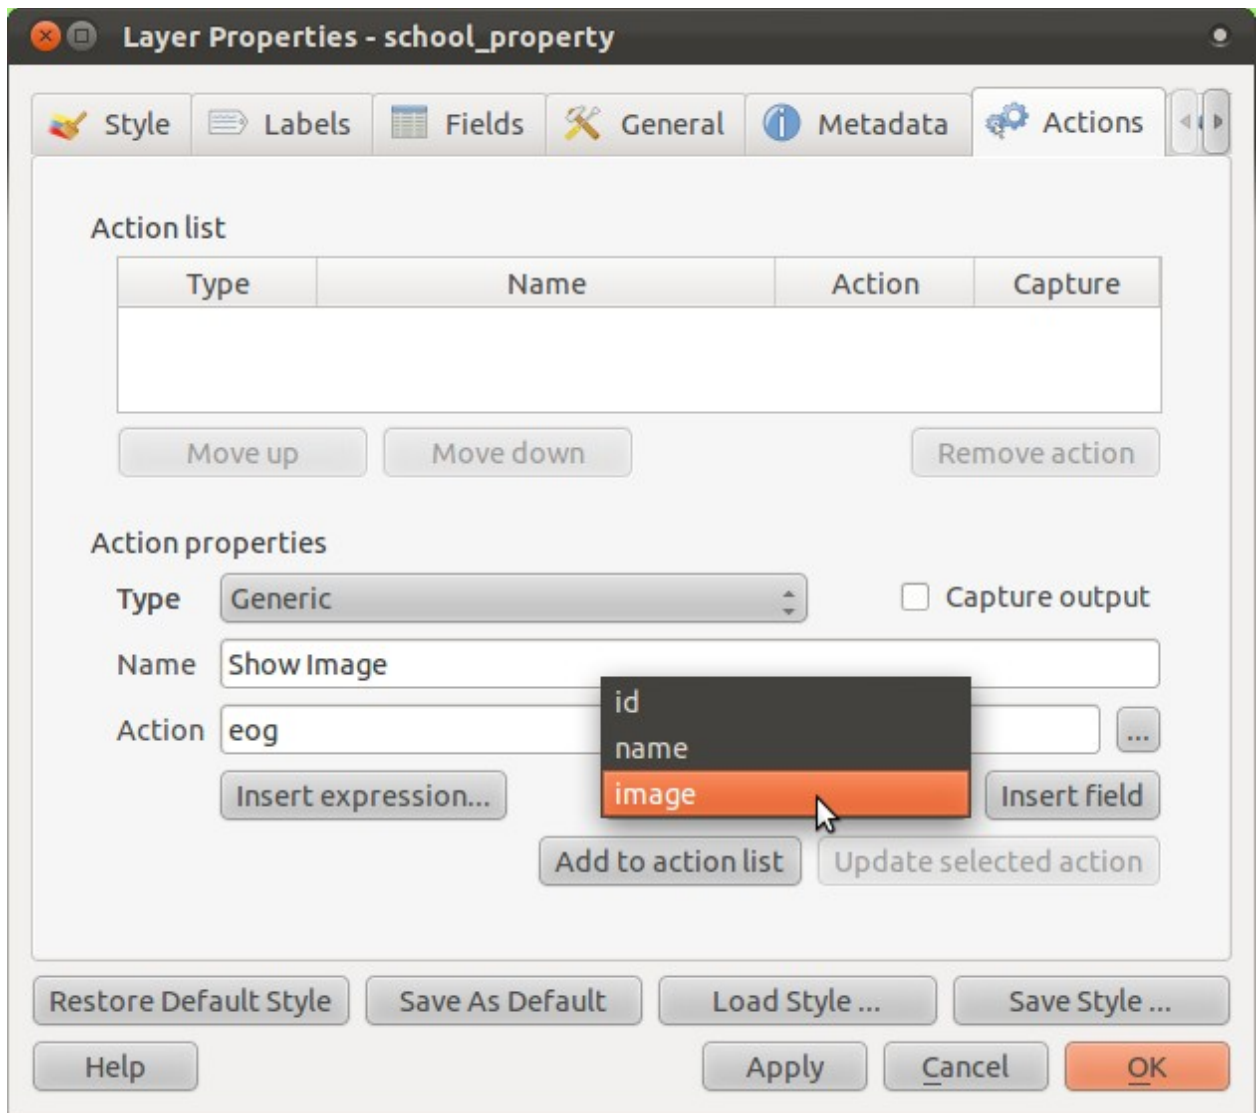 Layer Properties - school_property
Style Labels Fields General Metadata Actions
Action list
Type Name Action Capture
Move up Move down Remove action
Action properties
Type Generic Capture output
Name Show Image
id
Action eog ...
name
Insert expression... image Insert field
Add to action list Update selected action
Restore Default Style Save As Default Load Style ... Save Style ...
Help Apply Cancel OK